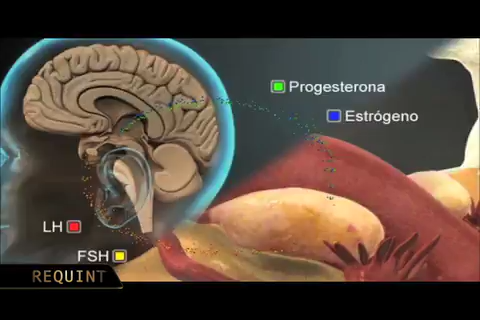 Progesterona
Estrógeno
LH
FSH
REQUINT